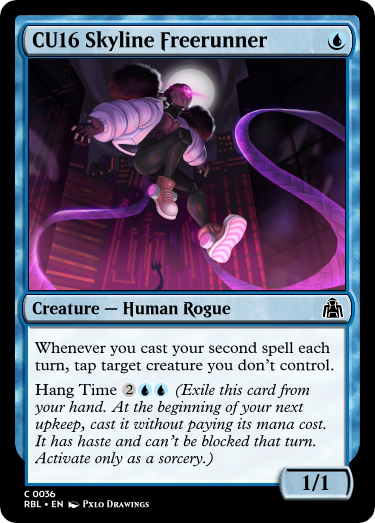 CU16 Skyline Freerunner
Creature — Human Rogue
Whenever you cast your second spell each
turn, tap target creature you don't control.
Hang Time 2 (Exile this card from
your hand. At the beginning of your next
upkeep, cast it without paying its mana cost.
It has haste and can't be blocked that turn.
Activate only as a sorcery.)
1/1
C 0036
RBL • EN Pxlo Drawings